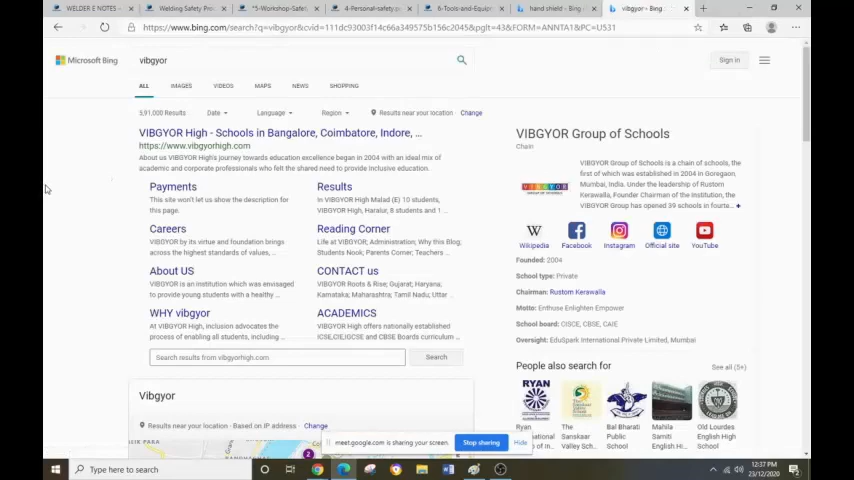 WELDER E NOTES -
Welding Safety Pro
*5-Workshop-Safe
4-Personal-safety.p
6-Tools-and-Equip
hand shield - Bing
vibgyor - Bing
https://www.bing.com/search?q=vibgyor&cvid=111dc93003f14c66a349575b156c2045&pglt=43&FORM=ANNTA1&PC=U531
Microsoft Bing
vibgyor
Sign in
ALL IMAGES VIDEOS MAPS NEWS SHOPPING
5,91,000 Results Date Language Region Results near your location Change
VIBGYOR High - Schools in Bangalore, Coimbatore, Indore, ...
https://www.vibgyorhigh.com
About us VIBGYOR High's journey towards education excellence began in 2004 with an ideal mix of
academic and corporate professionals who felt the shared need to provide inclusive education.
Payments
This site won't let us show the description for
this page.
Results
In VIBGYOR High Malad (E) 10 students,
VIBGYOR High, Haralur, 8 students and 1 ...
Careers
VIBGYOR by its virtue and foundation brings
across the highest standards of values, ...
Reading Corner
Life at VIBGYOR; Administration; Why this Blog;
Students Nook; Parents Corner; Teachers ...
About US
VIBGYOR is an institution which was envisaged
to provide young students with a healthy ...
CONTACT us
VIBGYOR Roots & Rise; Gujarat; Haryana;
Karnataka; Maharashtra; Tamil Nadu; Uttar ...
WHY vibgyor
At VIBGYOR High, inclusion advocates the
process of enabling all students, including ...
ACADEMICS
VIBGYOR High offers nationally established
ICSE,CIE,IGCSE and CBSE Boards curriculum ...
Search results from vibgyorhigh.com
Search
Vibgyor
Results near your location · Based on IP address · Change
2
VIBGYOR Group of Schools
Chain
VIBGYOR
VIBGYOR Group of Schools is a chain of schools, the
first of which was established in 2004 in Goregaon,
Mumbai, India. Under the leadership of Rustom
Kerawalla, Founder Chairman of the Institution, the
VIBGYOR Group has opened 39 schools in fourte...
W
Wikipedia Facebook Instagram Official site YouTube
Founded: 2004
School type: Private
Chairman: Rustom Kerawalla
Motto: Enthuse Enlighten Empower
School board: CISCE, CBSE, CAIE
Oversight: EduSpark International Private Limited, Mumbai
People also search for
See all (5+)
RYAN
Ryan
national
The
Sanskaar
Valley Sc...
Bal Bharati
Public
School
Mahila
Samiti
English Hi...
Old Lourdes
English High
School
meet.google.com is sharing your screen.
Stop sharing
Hide
Type here to search
12:37 PM
23/12/2020